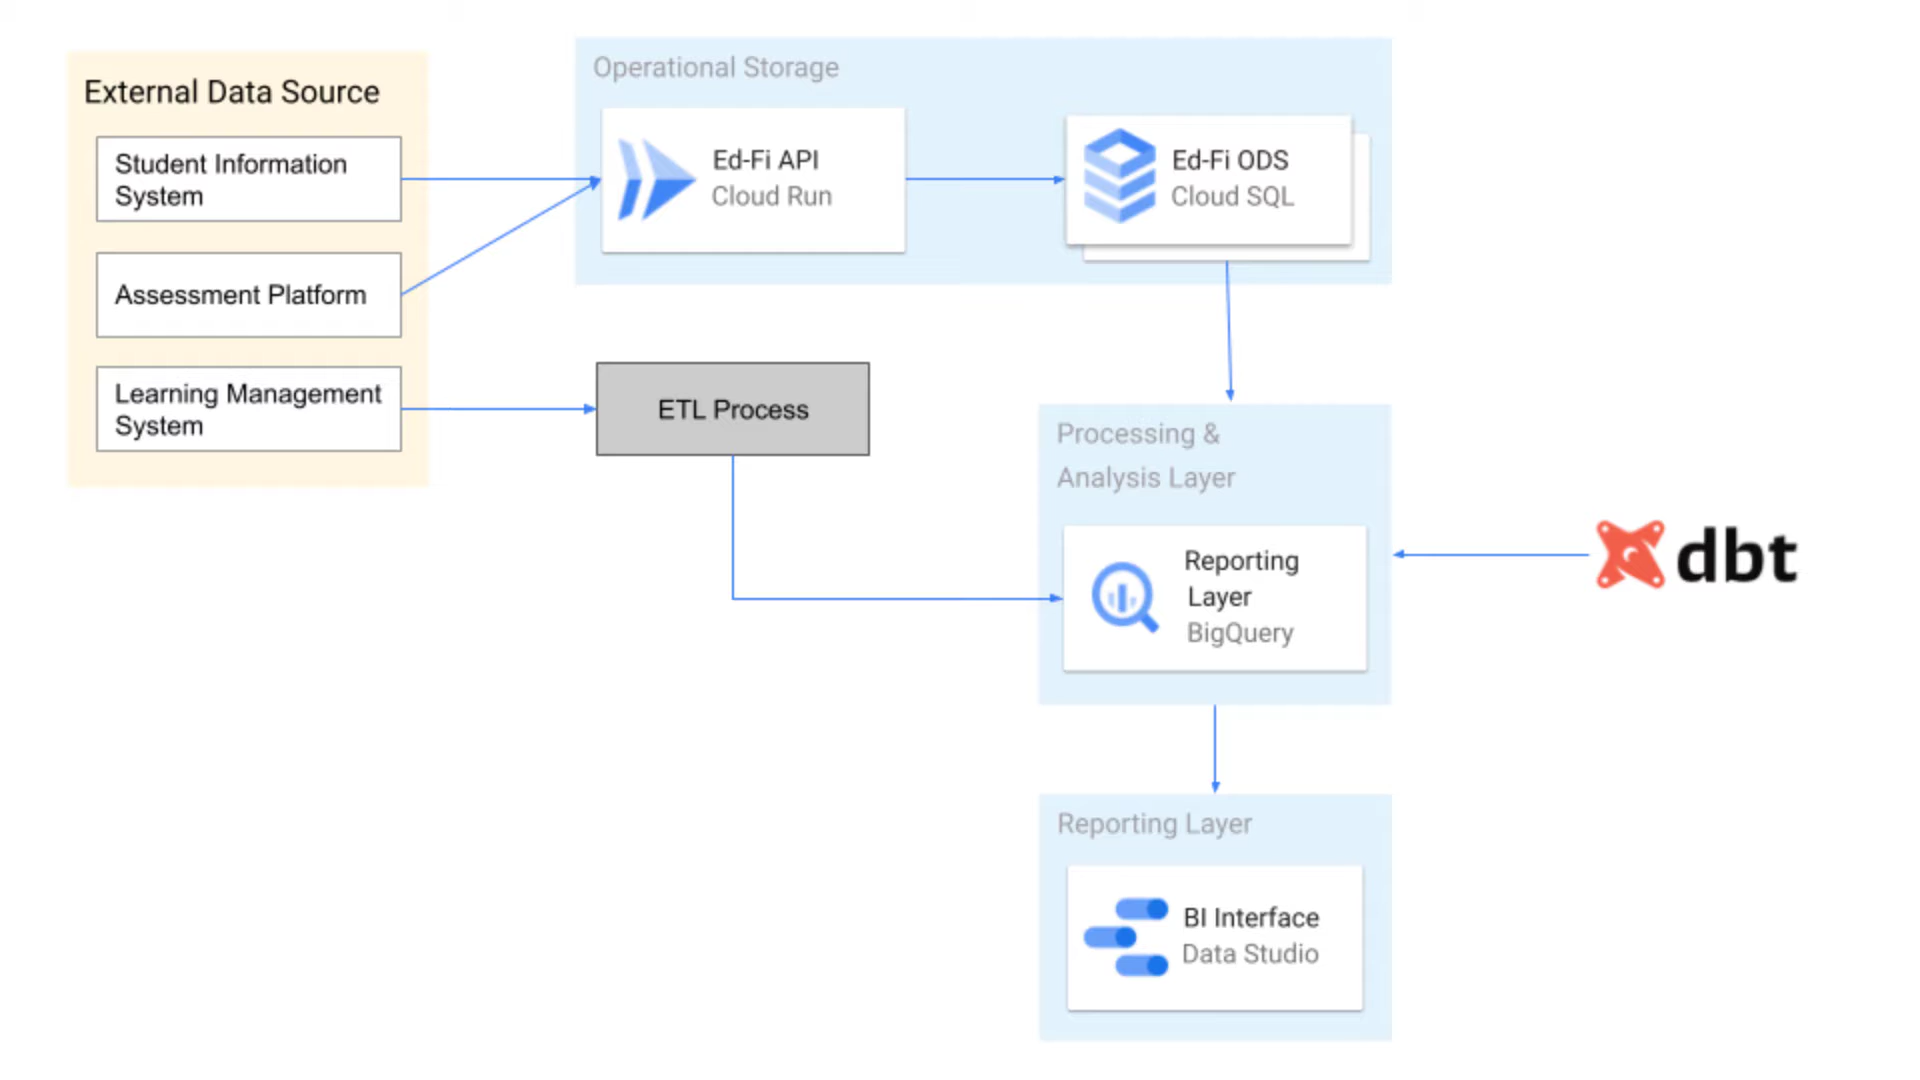 External Data Source
Student Information
System
Assessment Platform
Learning Management
System
Operational Storage
Ed-Fi API
Cloud Run
Ed-Fi ODS
Cloud SQL
ETL Process
Processing &
Analysis Layer
Reporting
Layer
BigQuery
dbt
Reporting Layer
BI Interface
Data Studio